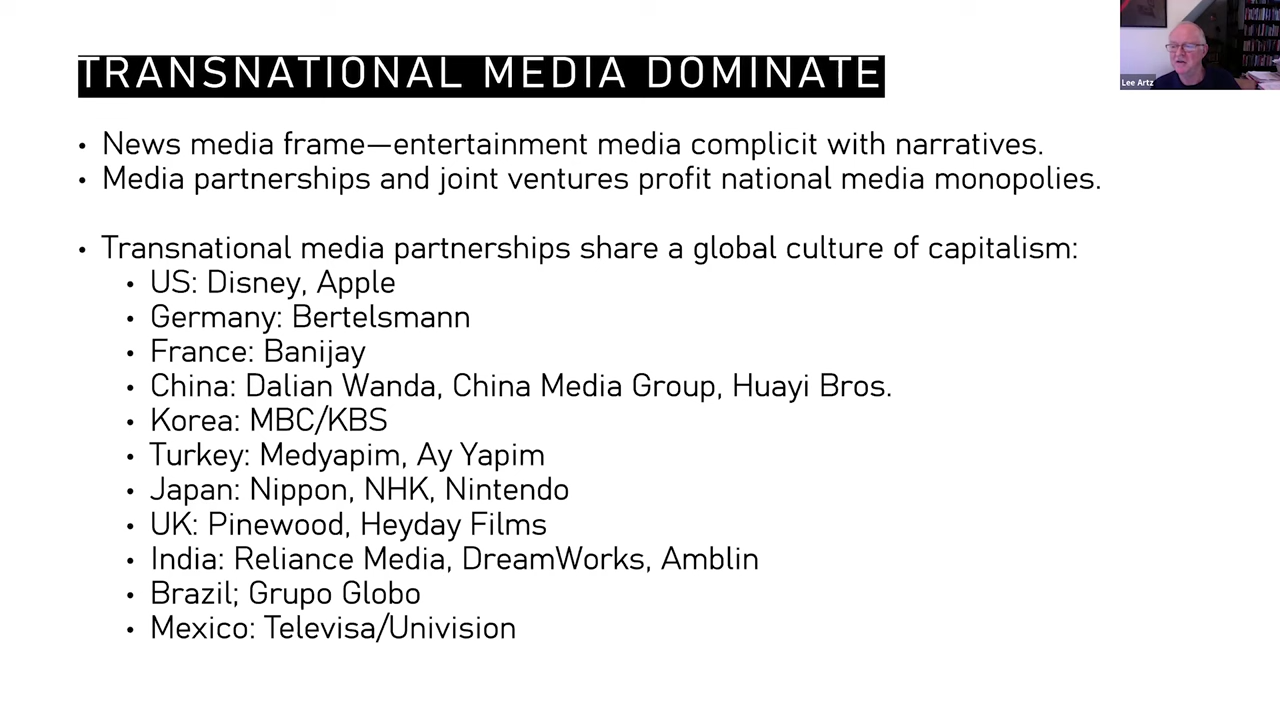 TRANSNATIONAL MEDIA DOMINATE
Lee Artz
• News media frame—entertainment media complicit with narratives.
• Media partnerships and joint ventures profit national media monopolies.
• Transnational media partnerships share a global culture of capitalism:
• US: Disney, Apple
• Germany: Bertelsmann
• France: Banijay
• China: Dalian Wanda, China Media Group, Huayi Bros.
• Korea: MBC/KBS
• Turkey: Medyapim, Ay Yapim
• Japan: Nippon, NHK, Nintendo
• UK: Pinewood, Heyday Films
• India: Reliance Media, DreamWorks, Amblin
• Brazil; Grupo Globo
• Mexico: Televisa/Univision